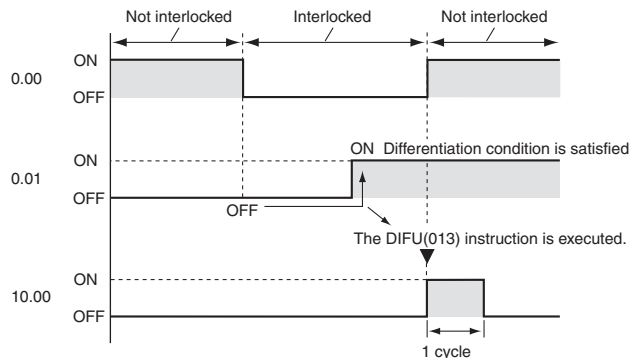 Not interlocked Interlocked Not interlocked
ON
0.00
OFF
ON Differentiation condition is satisfied
ON
0.01
OFF
OFF
The DIFU(013) instruction is executed.
ON
10.00
OFF
1 cycle